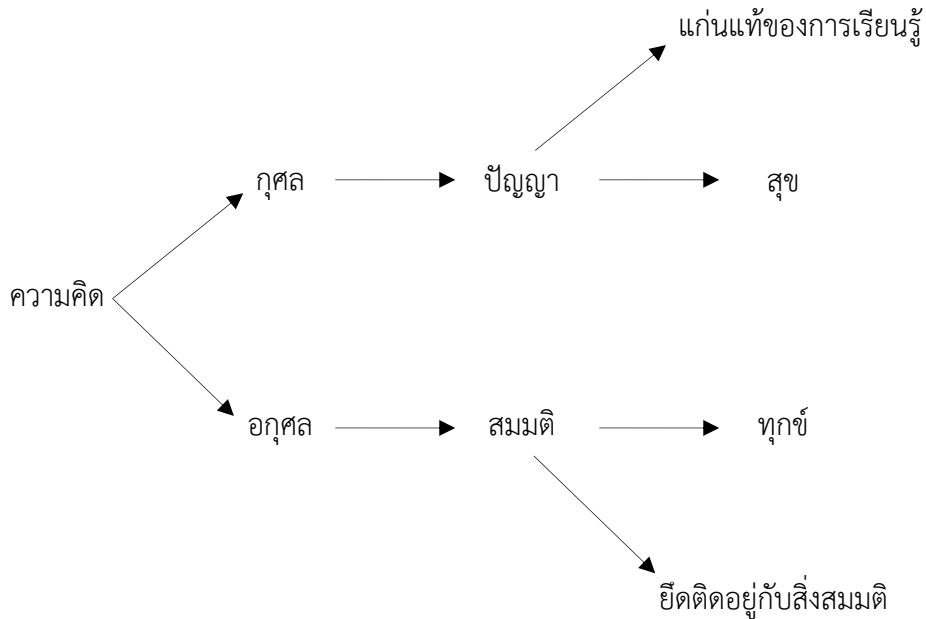 แก่นแท้ของการเรียนรู้
กุศล
ปัญญา
สุข
ความคิด
อกุศล
สมมติ
ทุกข์
ยึดติดอยู่กับสิ่งสมมติ